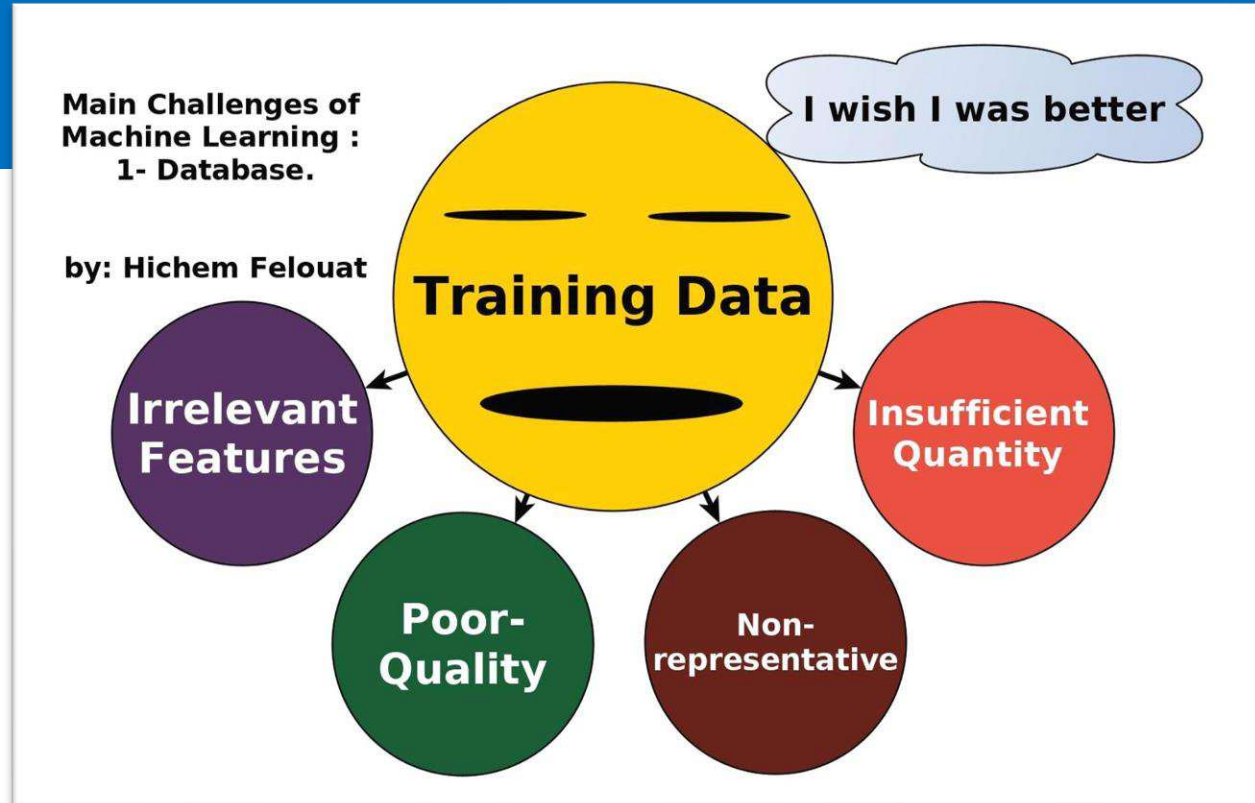 Main Challenges of
Machine Learning :
1- Database.
by: Hichem Felouat
I wish I was better
Training Data
Irrelevant
Features
Poor-
Quality
Non-
representative
Insufficient
Quantity